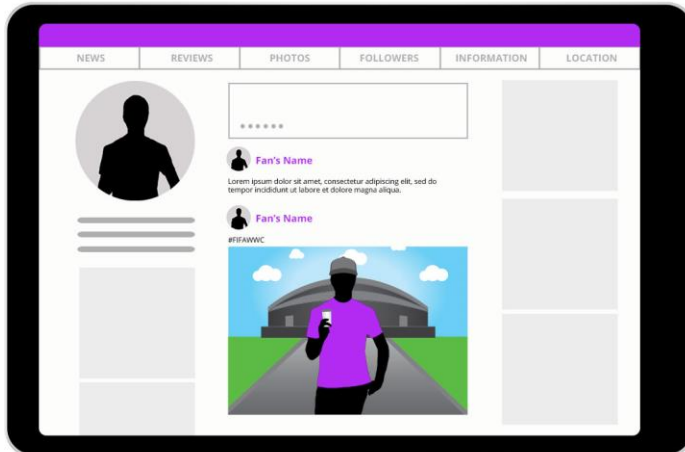 NEWS REVIEWS PHOTOS FOLLOWERS INFORMATION LOCATION
Fan's Name
Lorem ipsum dolor sit amet, consectetur adipiscing elit, sed do
tempor incididunt ut labore et dolore magna aliqua.
Fan's Name
#FIFAWWC